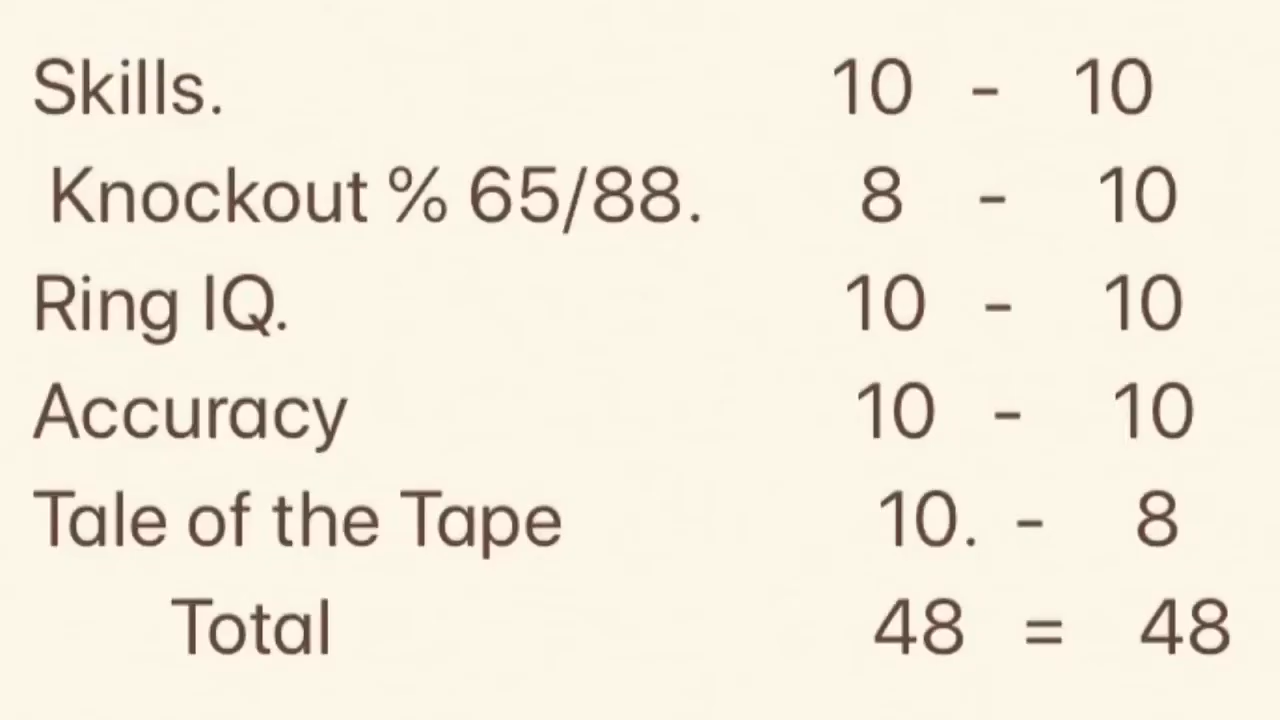 Skills. 10 - 10
Knockout % 65/88. 8 - 10
Ring IQ. 10 - 10
Accuracy 10 - 10
Tale of the Tape 10. - 8
Total 48 = 48